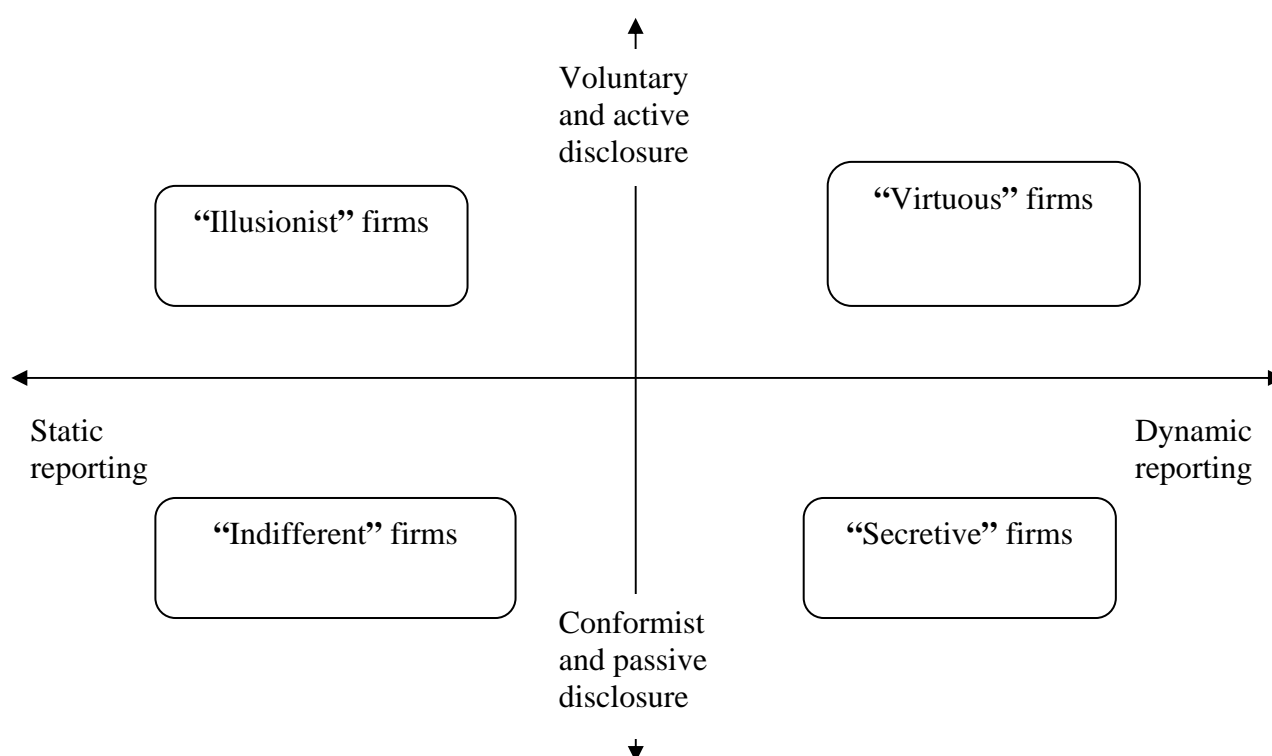 Voluntary
and active
disclosure
“Illusionist” firms
“Virtuous” firms
Static
reporting
Dynamic
reporting
“Indifferent” firms
“Secretive” firms
Conformist
and passive
disclosure